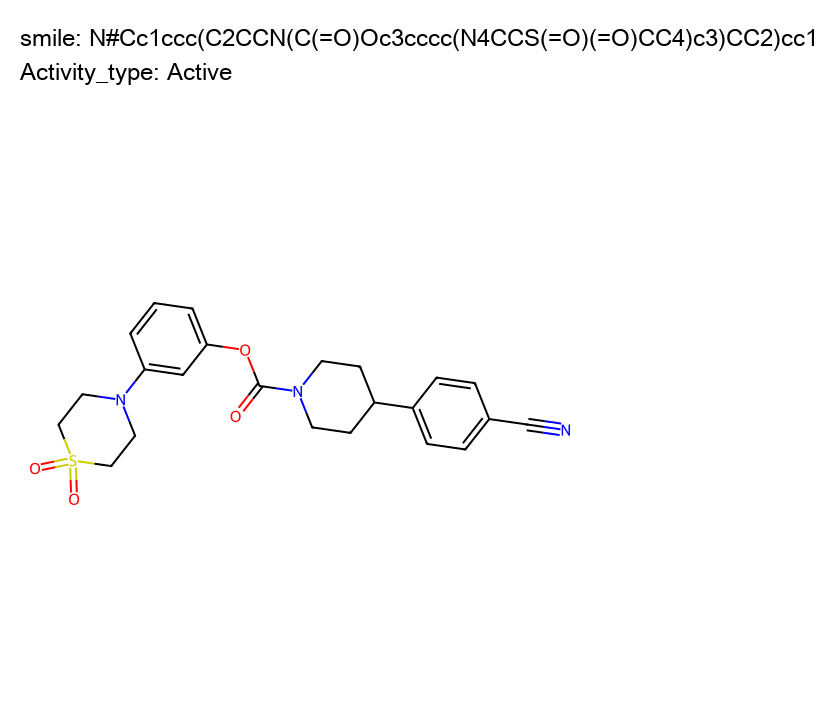 smile: N#Cc1ccc(C2CCN(C(=O)Oc3cccc(N4CCS(=O)(=O)CC4)c3)CC2)cc1
Activity_type: Active
O
N
O
N
N
S
O
O